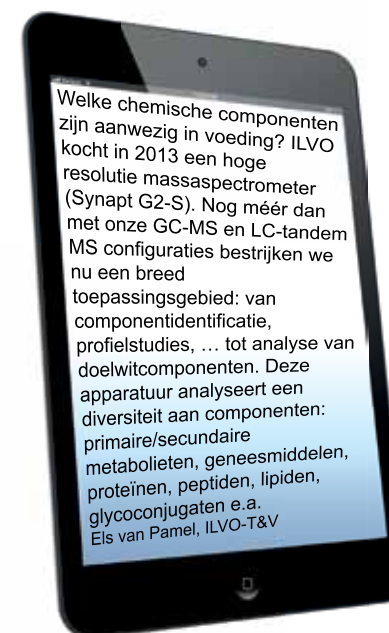 Welke chemische componenten
zijn aanwezig in voeding? ILVO
kocht in 2013 een hoge
resolutie massaspectrometer
(Synapt G2-S). Nog méér dan
met onze GC-MS en LC-tandem
MS configuraties bestrijken we
nu een breed
toepassingsgebied: van
componentidentificatie,
profielstudies, … tot analyse van
doelwitcomponenten. Deze
apparatuur analyseert een
diversiteit aan componenten:
primaire/secundaire
metabolieten, geneesmiddelen,
proteïnen, peptiden, lipiden,
glycoconjugaten e.a.
Els van Pamel, ILVO-T&V